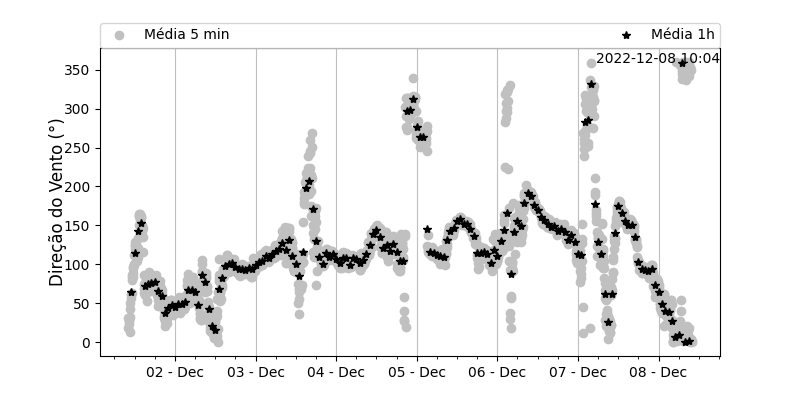 Média 5 min
Média 1h
2022-12-08 10:04
Direção do Vento (°)
350
300
250
200
150
100
50
0
02 - Dec
03 - Dec
04 - Dec
05 - Dec
06 - Dec
07 - Dec
08 - Dec